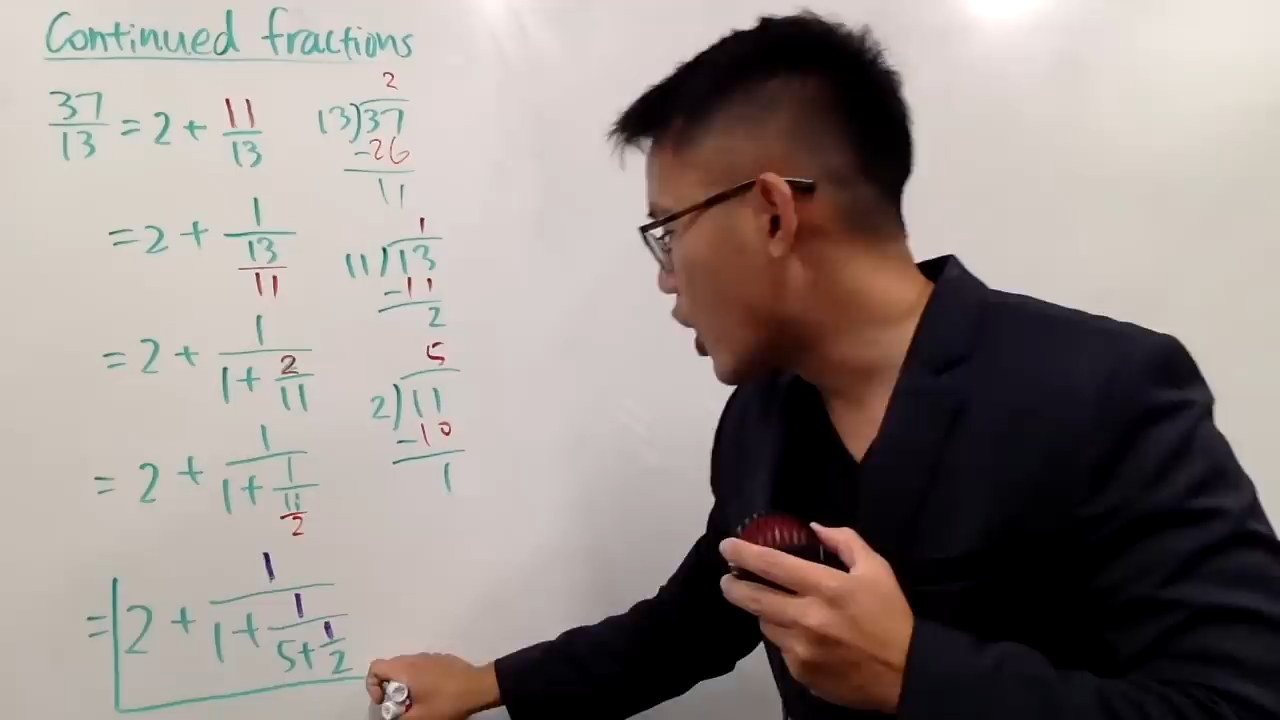 Continued fractions
37/13 = 2 + 11/13
= 2 + 1/(13/11)
= 2 + 1/(1 + 2/11)
= 2 + 1/(1 + 1/(11/2))
= 2 + 1/(1 + 1/(5 + 1/2))
2
13)37
-26
11
1
11)13
-11
2
5
2)11
-10
1